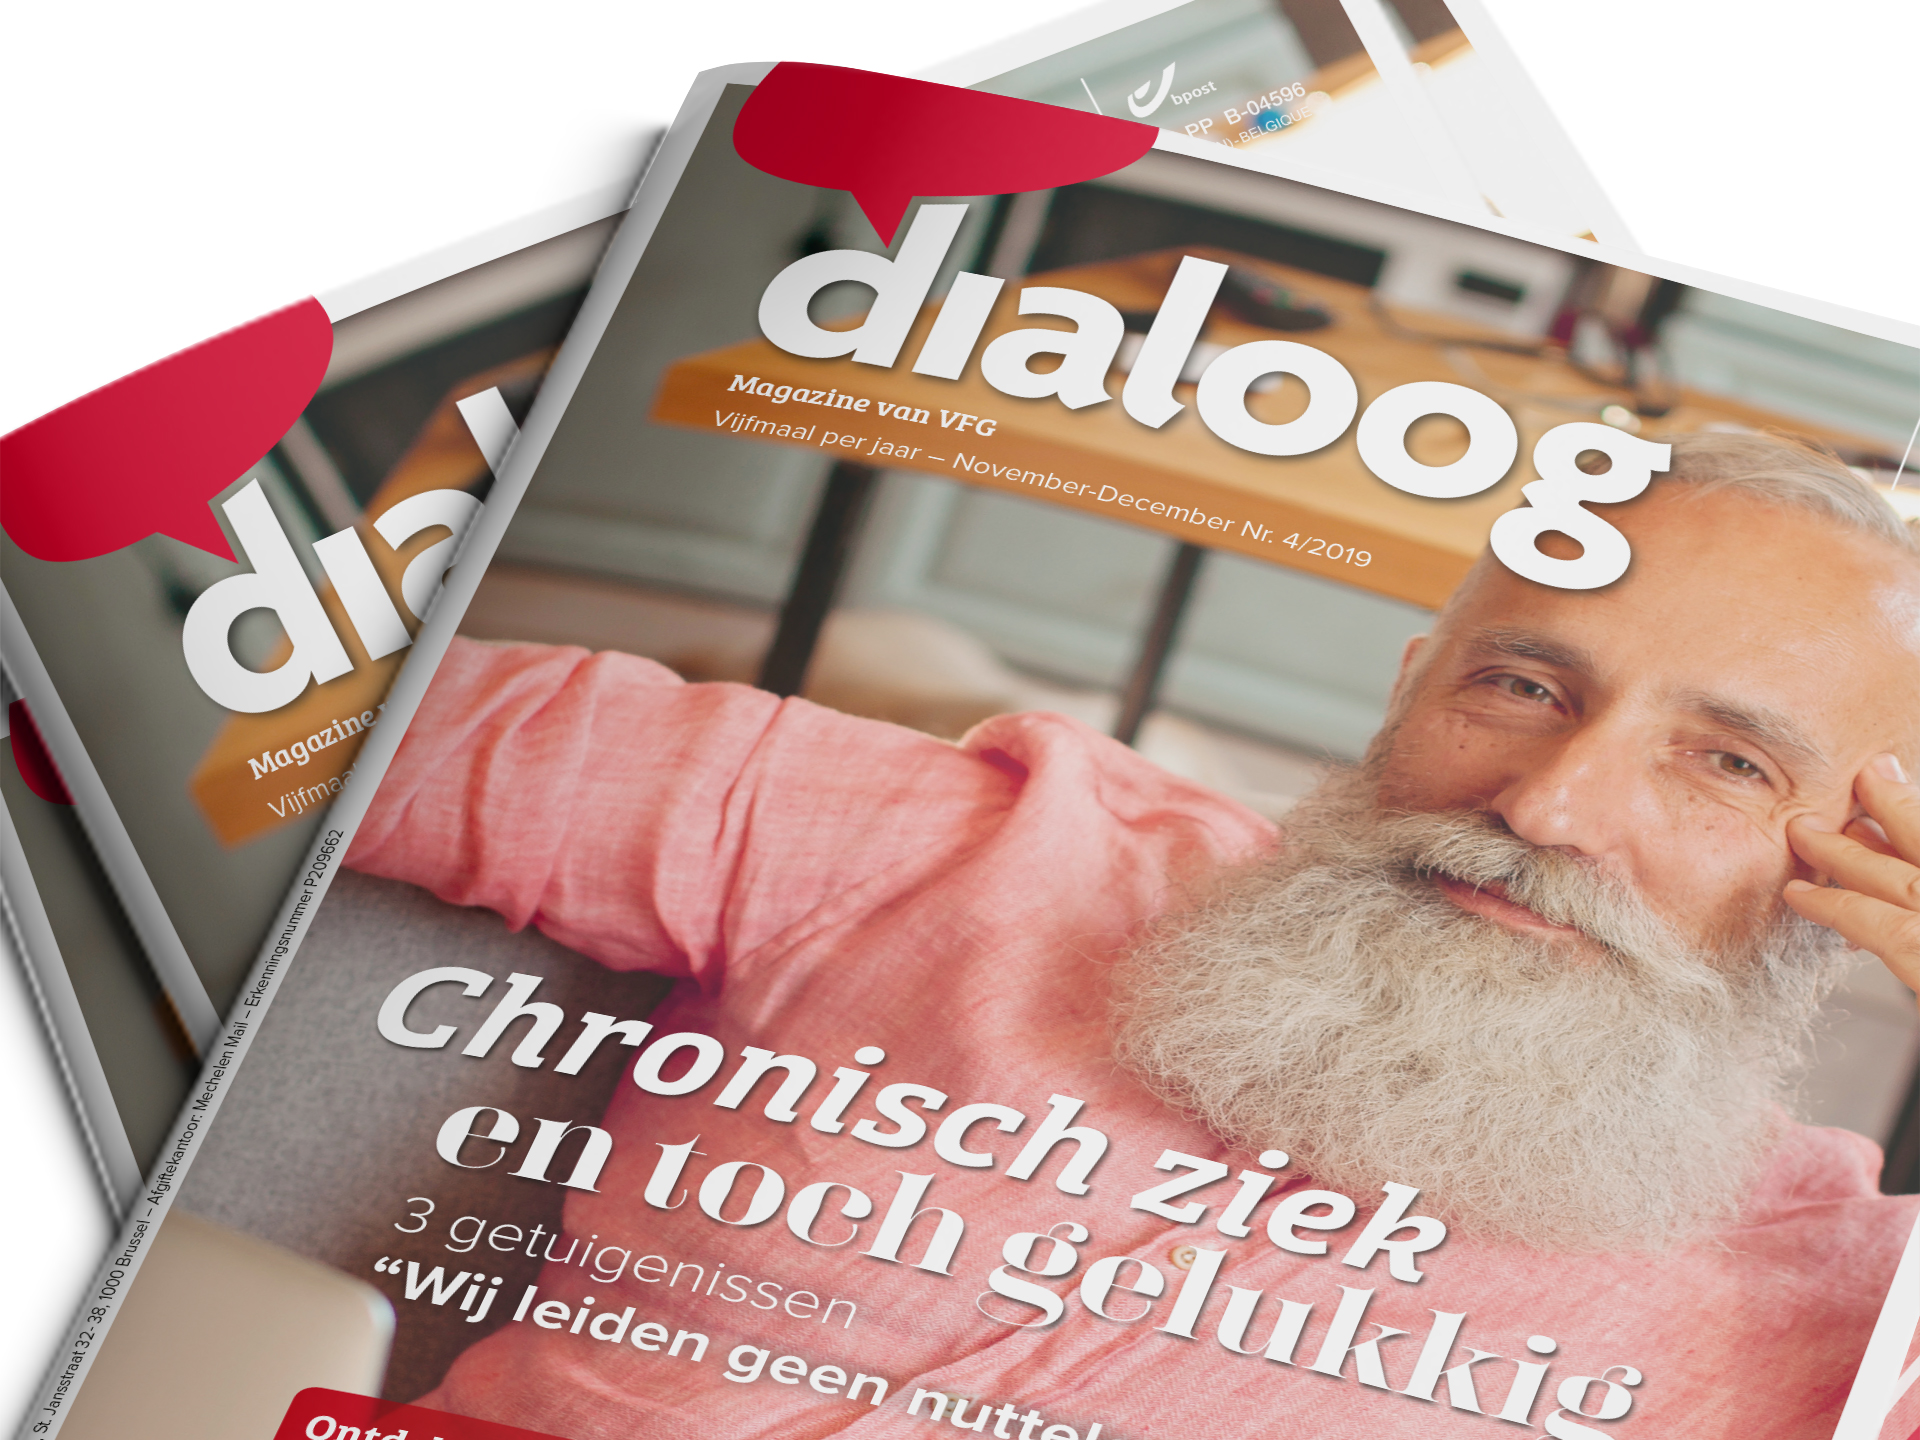 bpost
PP B-04596
-BELGIQUE
dialoog
Magazine van VFG
Vijfmaal per jaar – November-December Nr. 4/2019
dia
Magazine
Chronisch ziek
en toch gelukkig
3 getuigenissen
“Wij leiden geen
St. Jansstraat 32- 38, 1000 Brussel – Afgiftekantoor: Mechelen Mail – Erkenningsnummer P209662